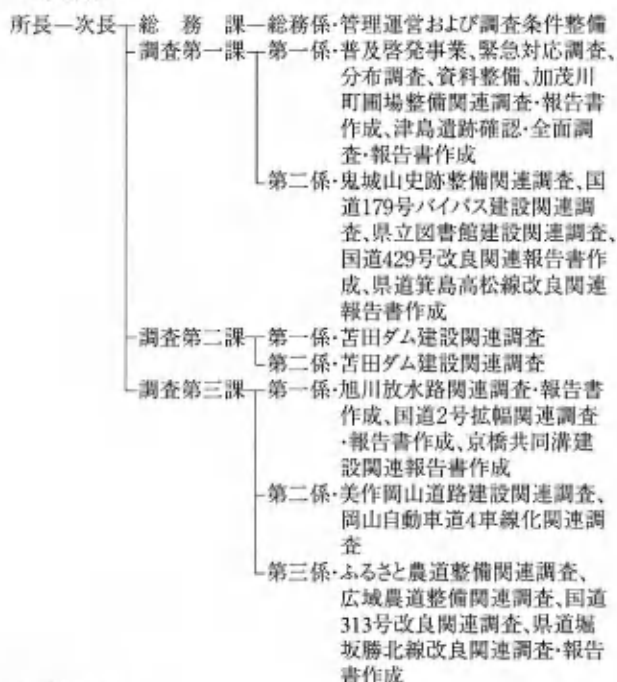 所長―次長┬総 務 課―総務係・管理運営および調査条件整備
調査第一課┬第一係・普及啓発事業、緊急対応調査、
分布調査、資料整備、加茂川
町圃場整備関連調査・報告書
作成、津島遺跡確認・全面調
査・報告書作成
第二係・鬼城山史跡整備関連調査、国
道179号バイパス建設関連調
査、県立図書館建設関連調査、
国道429号改良関連報告書作
成、県道箕島高松線改良関連
報告書作成
調査第二課┬第一係・苫田ダム建設関連調査
第二係・苫田ダム建設関連調査
調査第三課┬第一係・旭川放水路関連調査・報告書
作成、国道2号拡幅関連調査
・報告書作成、京橋共同溝建
設関連報告書作成
第二係・美作岡山道路建設関連調査、
岡山自動車道4車線化関連調
査
第三係・ふるさと農道整備関連調査、
広域農道整備関連調査、国道
313号改良関連調査、県道堀
坂勝北線改良関連調査・報告
書作成